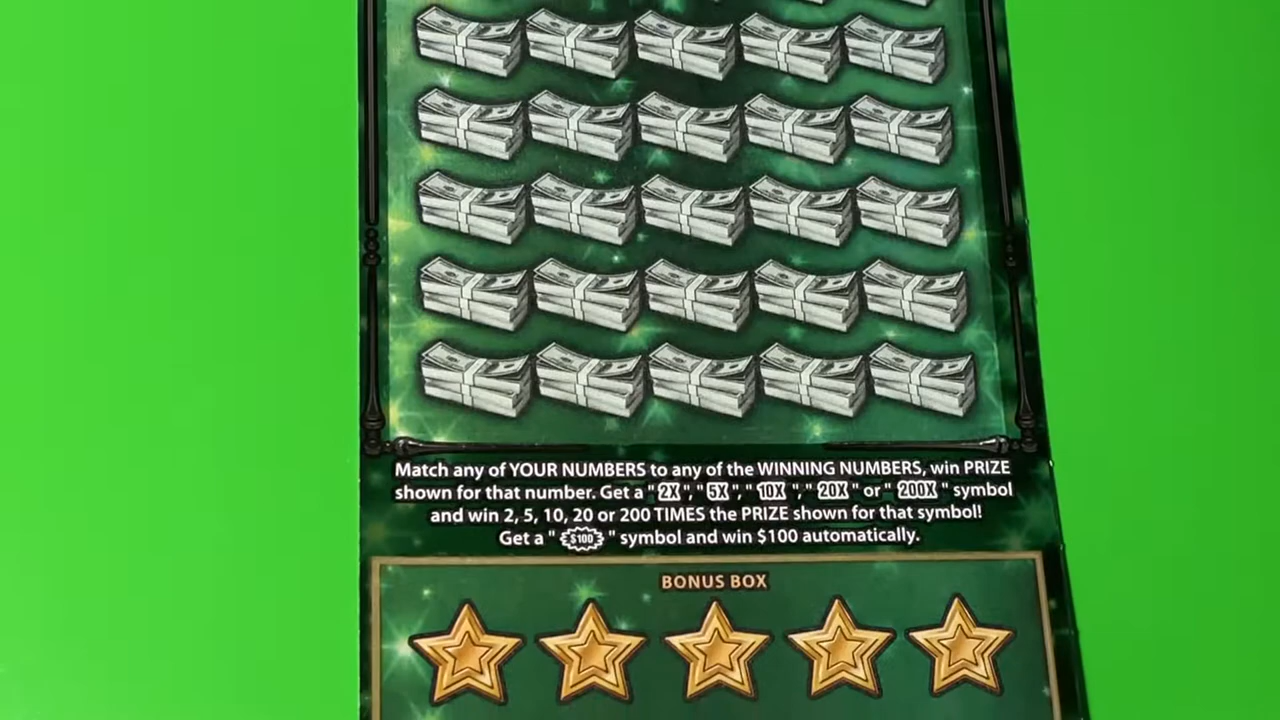 Match any of YOUR NUMBERS to any of the WINNING NUMBERS, win PRIZE
shown for that number. Get a "2X", "5X", "10X", "20X" or "200X" symbol
and win 2, 5, 10, 20 or 200 TIMES the PRIZE shown for that symbol!
Get a "$100" symbol and win $100 automatically.
BONUS BOX